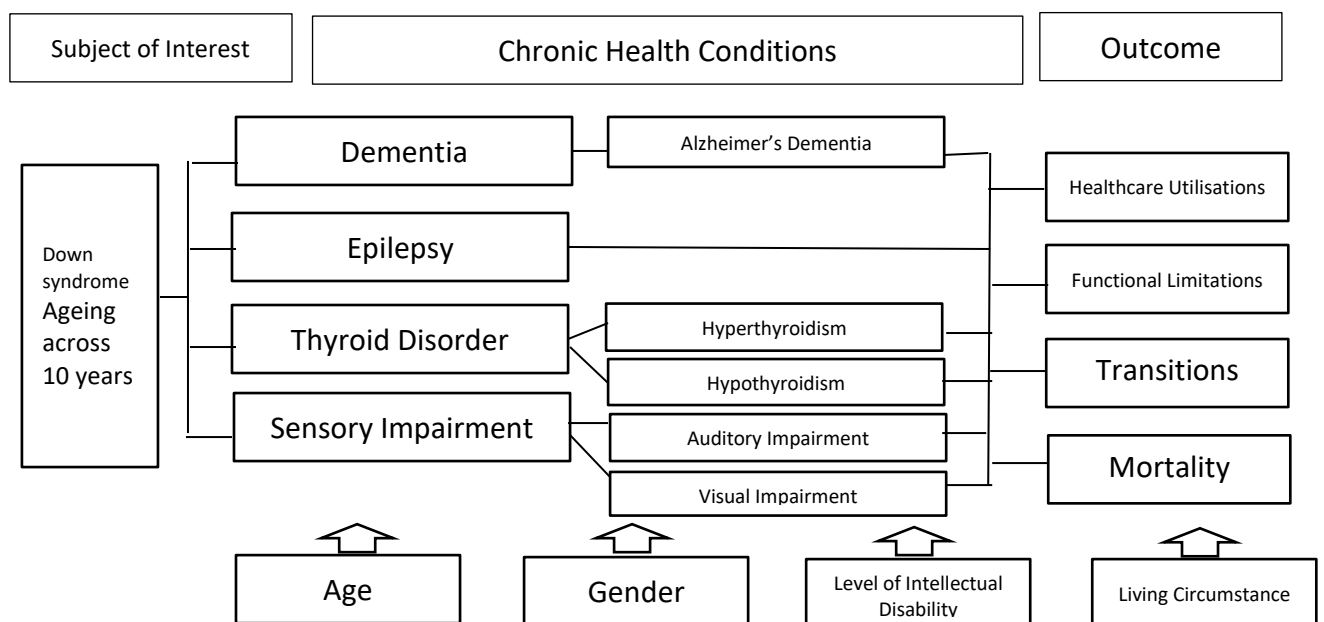 Subject of Interest
Chronic Health Conditions
Outcome
Dementia
Alzheimer’s Dementia
Healthcare Utilisations
Down
syndrome
Ageing
across
10 years
Epilepsy
Functional Limitations
Thyroid Disorder
Hyperthyroidism
Hypothyroidism
Transitions
Sensory Impairment
Auditory Impairment
Visual Impairment
Mortality
Age
Gender
Level of Intellectual
Disability
Living Circumstance